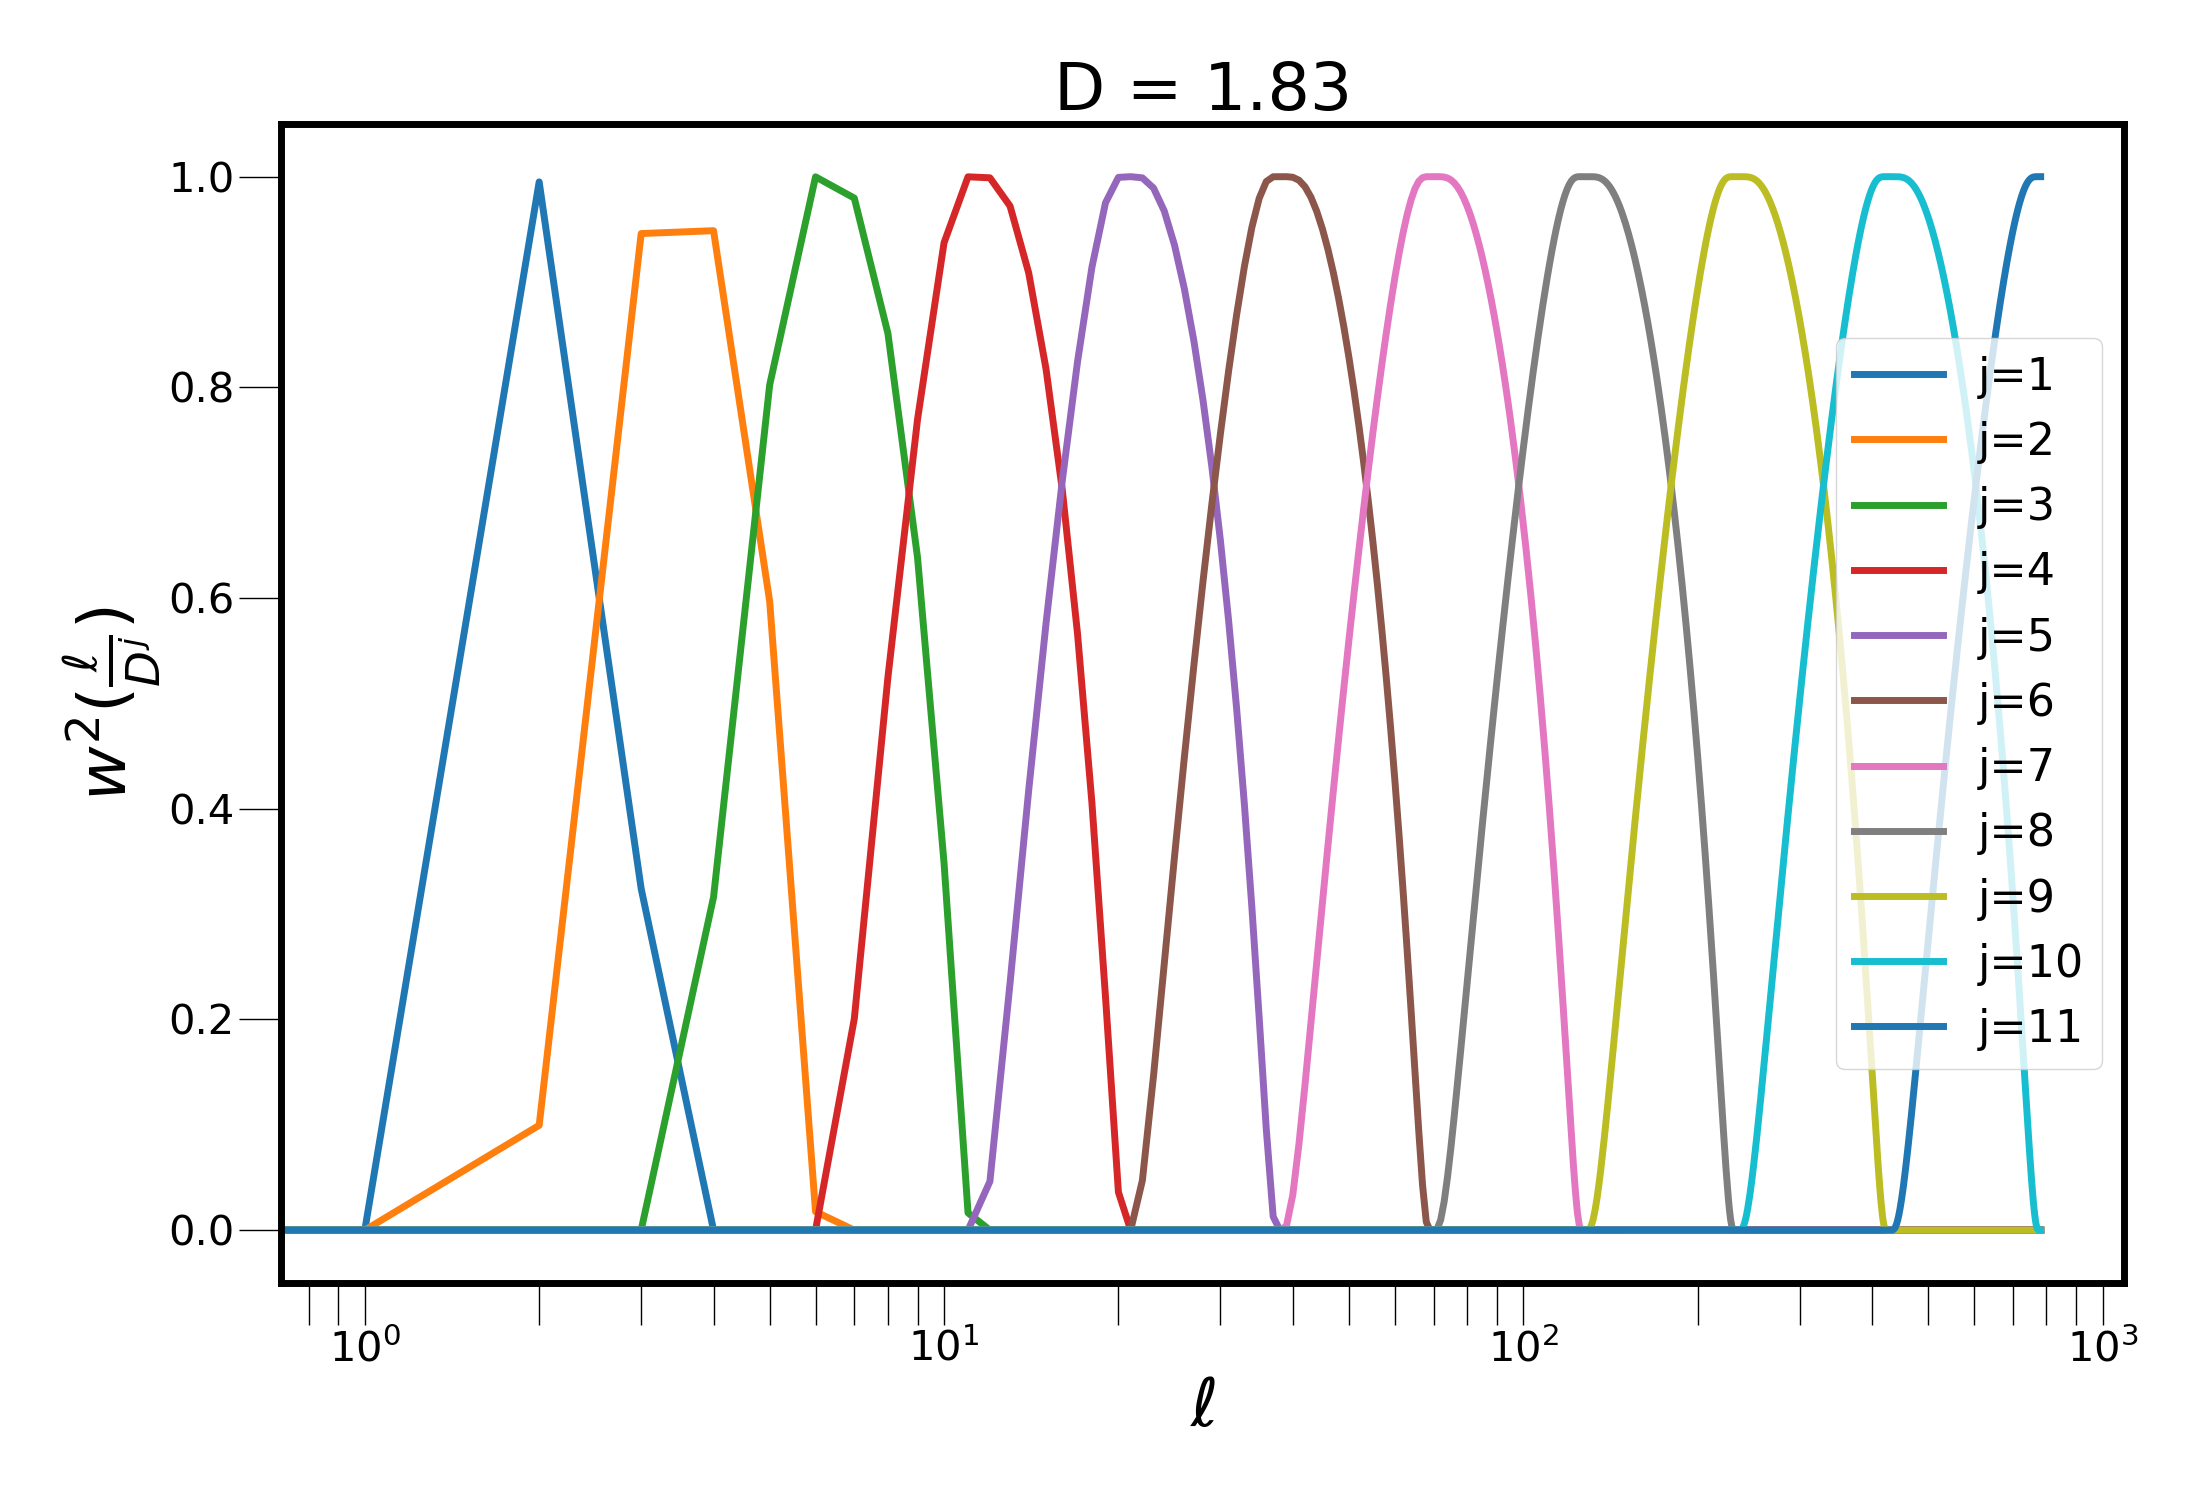 D = 1.83
w²(ℓ/Dʲ)
1.0
0.8
0.6
0.4
0.2
0.0
j=1
j=2
j=3
j=4
j=5
j=6
j=7
j=8
j=9
j=10
j=11
10⁰ 10¹ 10² 10³
ℓ